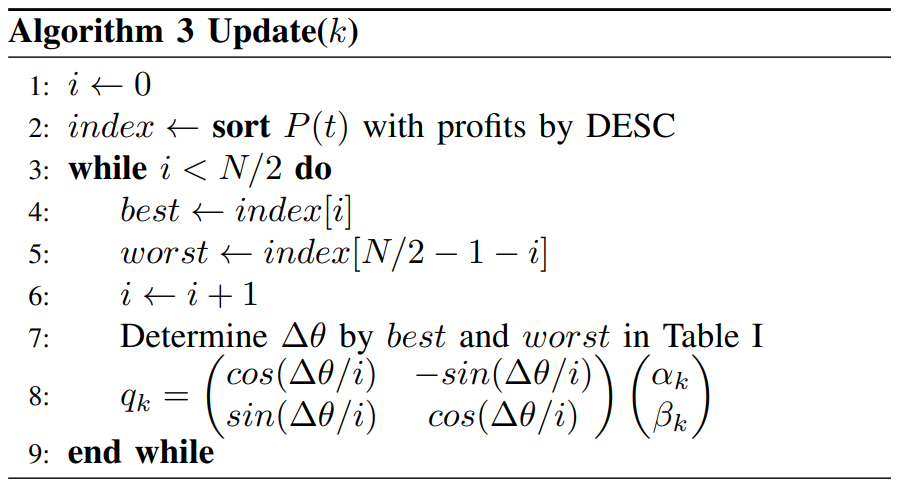 Algorithm 3 Update(k)
1: i ← 0
2: index ← sort P(t) with profits by DESC
3: while i < N/2 do
4: best ← index[i]
5: worst ← index[N/2 − 1 − i]
6: i ← i + 1
7: Determine Δθ by best and worst in Table I
8: q_k = ( cos(Δθ/i) −sin(Δθ/i) ) ( α_k )
( sin(Δθ/i) cos(Δθ/i) ) ( β_k )
9: end while